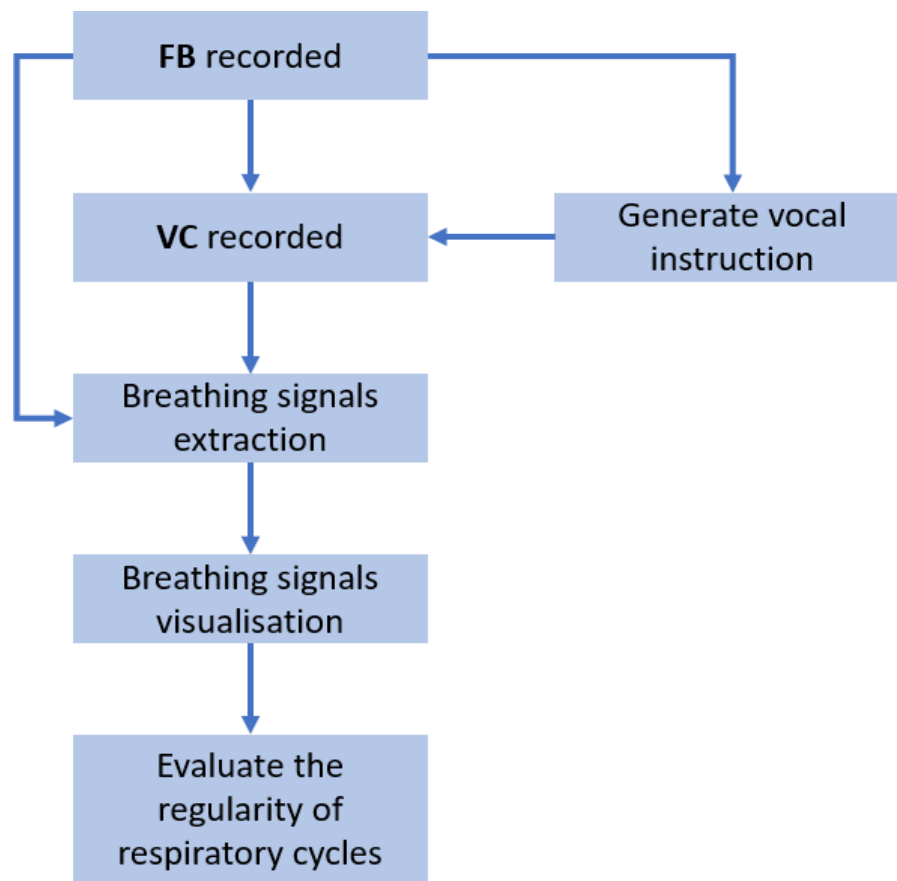 FB recorded
VC recorded
Generate vocal
instruction
Breathing signals
extraction
Breathing signals
visualisation
Evaluate the
regularity of
respiratory cycles